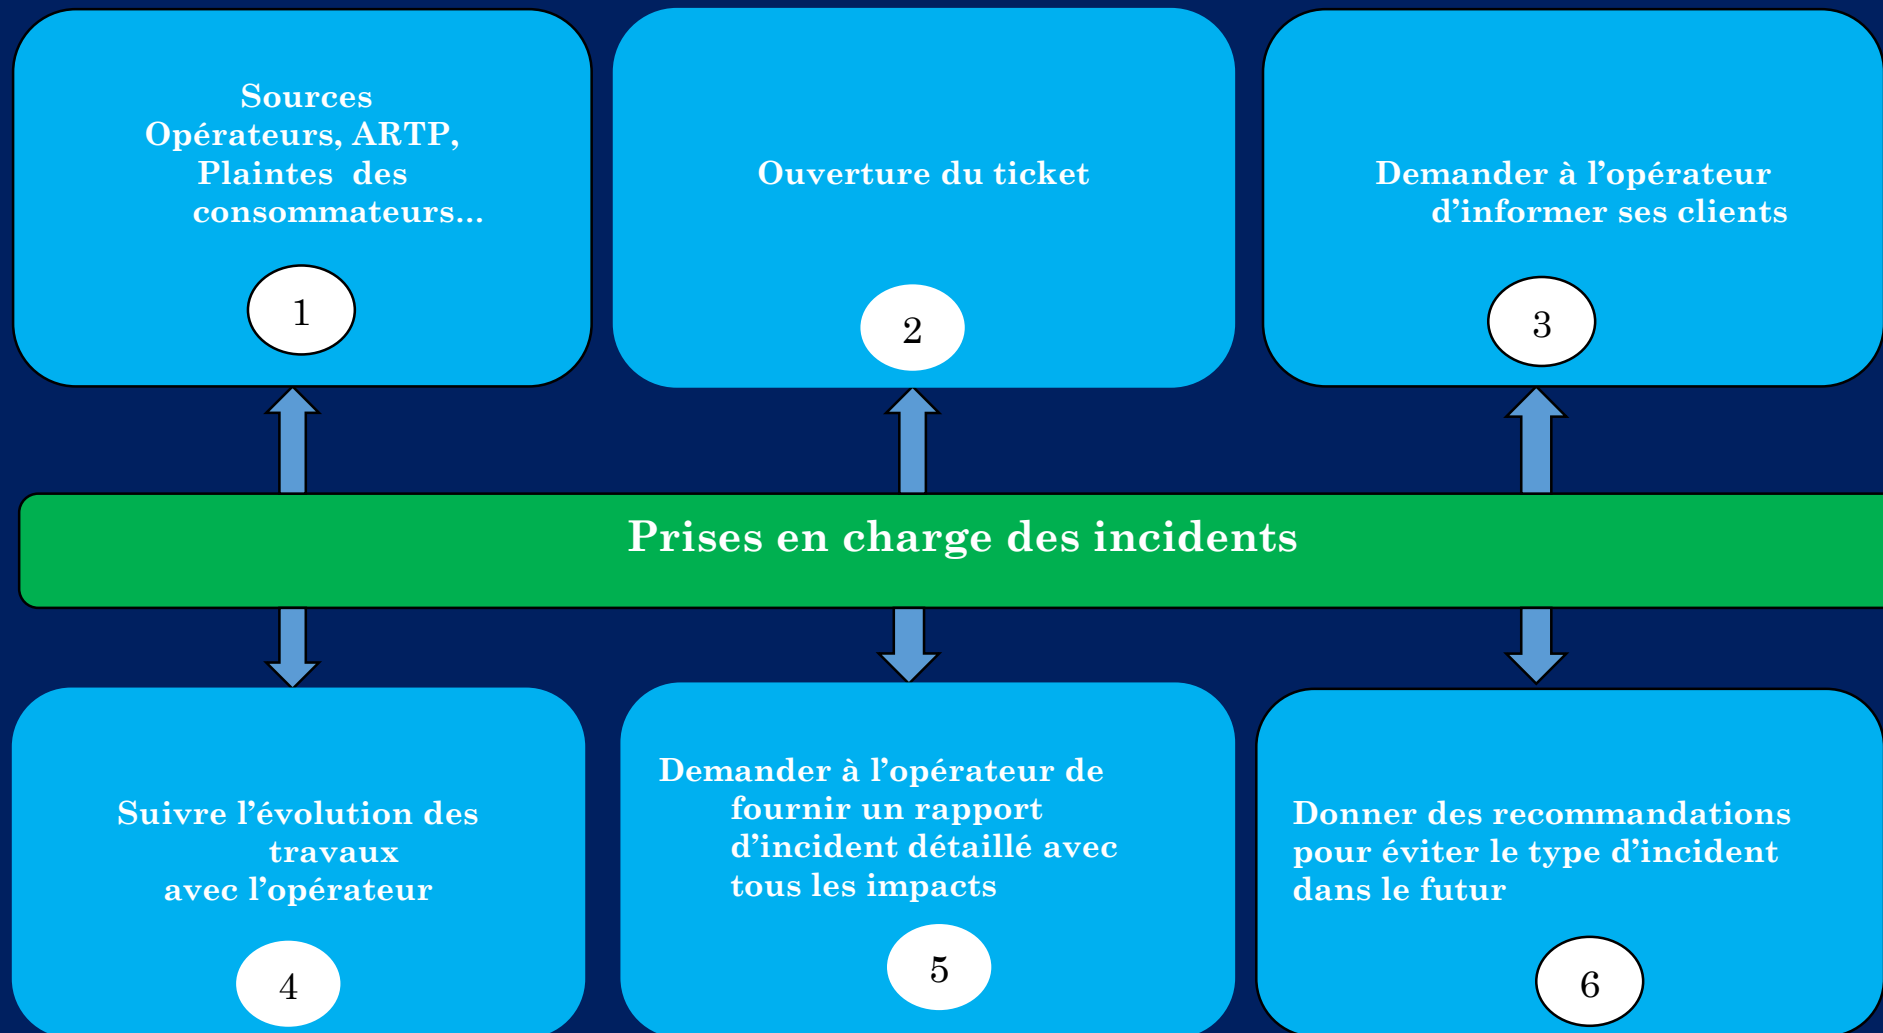 Sources
Opérateurs, ARTP,
Plaintes des
consommateurs...
1
Ouverture du ticket
2
Demander à l’opérateur
d’informer ses clients
3
Prises en charge des incidents
Suivre l’évolution des
travaux
avec l’opérateur
4
Demander à l’opérateur de
fournir un rapport
d’incident détaillé avec
tous les impacts
5
Donner des recommandations
pour éviter le type d’incident
dans le futur
6